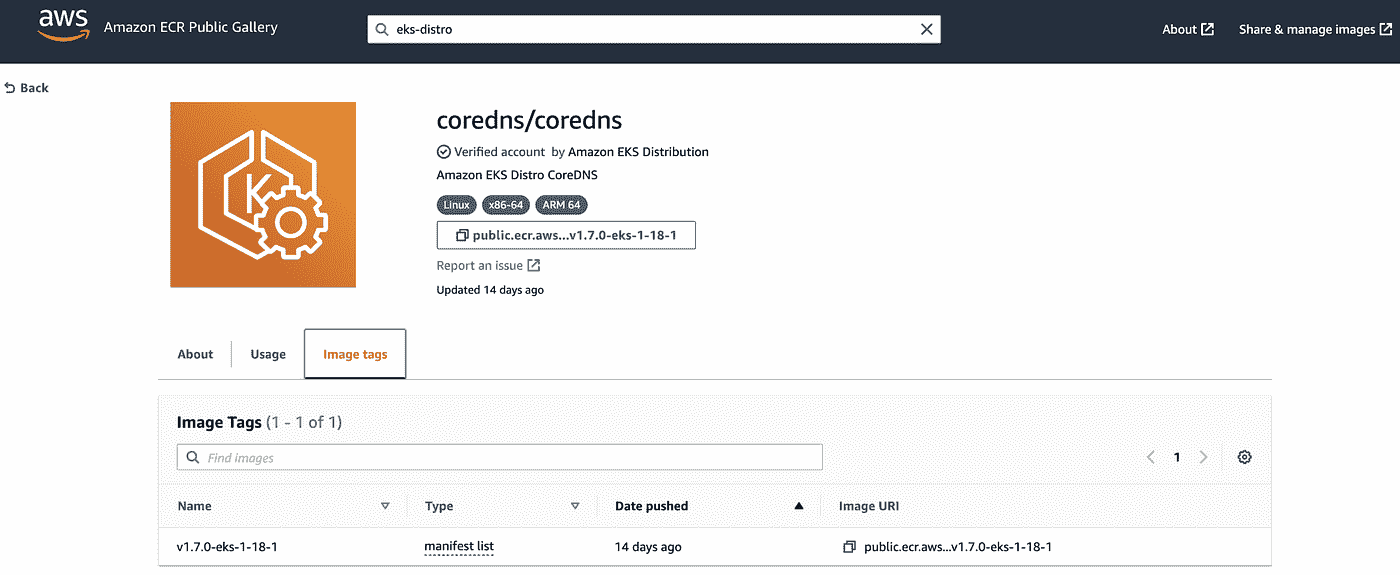 aws
Amazon ECR Public Gallery
eks-distro
About
Share & manage images
Back
K
coredns/coredns
Verified account by Amazon EKS Distribution
Amazon EKS Distro CoreDNS
Linux x86-64 ARM 64
public.ecr.aws...v1.7.0-eks-1-18-1
Report an issue
Updated 14 days ago
About Usage Image tags
Image Tags (1 - 1 of 1)
Find images
1
Name Type Date pushed Image URI
v1.7.0-eks-1-18-1 manifest list 14 days ago public.ecr.aws...v1.7.0-eks-1-18-1